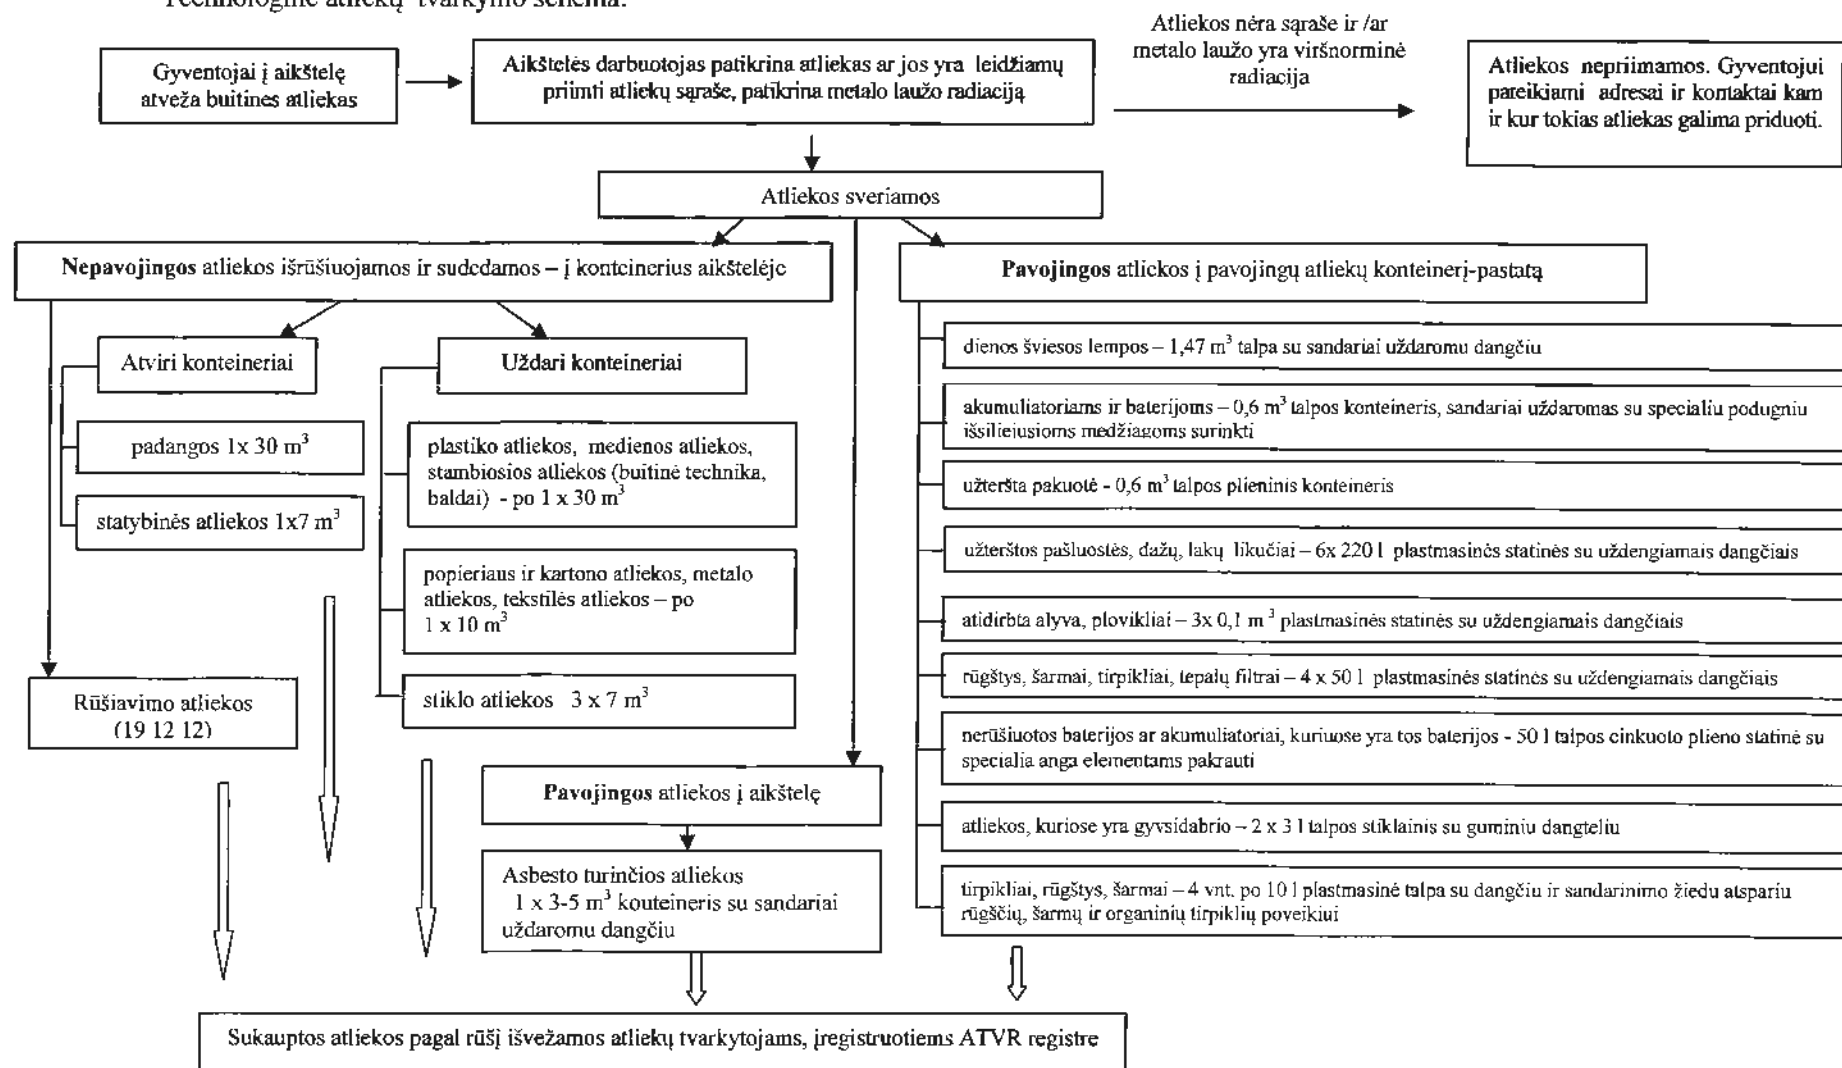 Technologinė atliekų tvarkymo schema:
Gyventojai į aikštelę
atveža buitines atliekas
Aikštelės darbuotojas patikrina atliekas ar jos yra leidžiamų
priimti atliekų sąraše, patikrina metalo laužo radiaciją
Atliekos nėra sąraše ir /ar
metalo laužo yra viršnorminė
radiacija
Atliekos nepriimamos. Gyventojui
pateikiami adresai ir kontaktai kam
ir kur tokias atliekas galima priduoti.
Atliekos sveriamos
Nepavojingos atliekos išrūšiuojamos ir sudedamos – į konteinerius aikštelėje
Pavojingos atliekos į pavojingų atliekų konteinerį-pastatą
Atviri konteineriai
padangos 1x 30 m³
statybinės atliekos 1x7 m³
Uždari konteineriai
plastiko atliekos, medienos atliekos,
stambiosios atliekos (buitinė technika,
baldai) - po 1 x 30 m³
popieriaus ir kartono atliekos, metalo
atliekos, tekstilės atliekos – po
1 x 10 m³
stiklo atliekos 3 x 7 m³
Rūšiavimo atliekos
(19 12 12)
Pavojingos atliekos į aikštelę
Asbesto turinčios atliekos
1 x 3-5 m³ konteineris su sandariai
uždaromu dangčiu
dienos šviesos lempos – 1,47 m³ talpa su sandariai uždaromu dangčiu
akumuliatoriams ir baterijoms – 0,6 m³ talpos konteineris, sandariai uždaromas su specialiu podugniu
išsiliejusioms medžiagoms surinkti
užteršta pakuotė - 0,6 m³ talpos plieninis konteineris
užterštos pašluostės, dažų, lakų likučiai – 6x 220 l plastmasinės statinės su uždengiamais dangčiais
atidirbta alyva, plovikliai – 3x 0,1 m³ plastmasinės statinės su uždengiamais dangčiais
rūgštys, šarmai, tirpikliai, tepalų filtrai – 4 x 50 l plastmasinės statinės su uždengiamais dangčiais
nerūšiuotos baterijos ar akumuliatoriai, kuriuose yra tos baterijos - 50 l talpos cinkuoto plieno statinė su
specialia anga elementams pakrauti
atliekos, kuriose yra gyvsidabrio – 2 x 3 l talpos stiklainis su guminiu dangteliu
tirpikliai, rūgštys, šarmai – 4 vnt. po 10 l plastmasinė talpa su dangčiu ir sandarinimo žiedu atspariu
rūgščių, šarmų ir organinių tirpiklių poveikiui
Sukauptos atliekos pagal rūšį išvežamos atliekų tvarkytojams, įregistruotiems ATVR registre